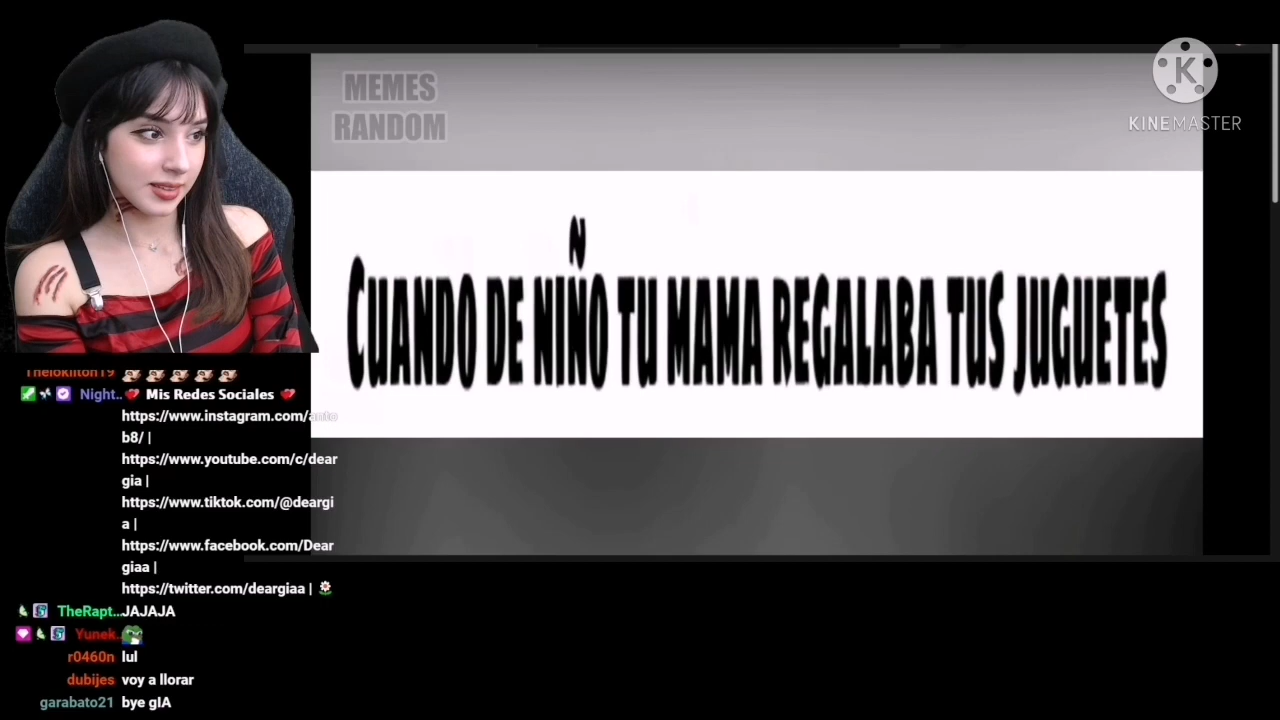 MEMES
RANDOM
KINEMASTER
CUANDO DE NIÑO TU MAMA REGALABA TUS JUGUETES
Thelokiiton19
Night.. Mis Redes Sociales
https://www.instagram.com/anto
b8/ |
https://www.youtube.com/c/dear
gia |
https://www.tiktok.com/@deargi
a |
https://www.facebook.com/Dear
giaa |
https://twitter.com/deargiaa |
TheRapt... JAJAJA
Yunek..
r0460n lul
dubijes voy a llorar
garabato21 bye gIA